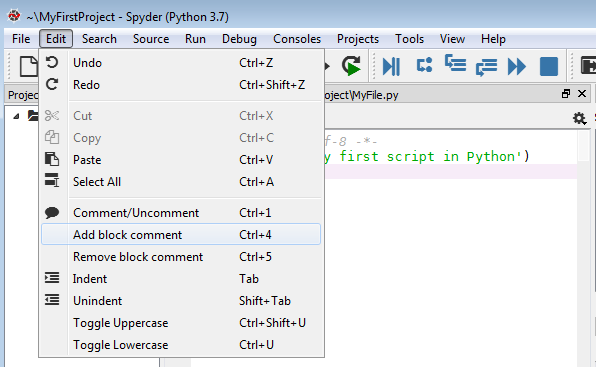 ~\MyFirstProject - Spyder (Python 3.7)
File Edit Search Source Run Debug Consoles Projects Tools View Help
Undo Ctrl+Z
Redo Ctrl+Shift+Z
Projec
oject\MyFile.py
Cut Ctrl+X
Copy Ctrl+C
f-8 -*-
Paste Ctrl+V
y first script in Python')
Select All Ctrl+A
Comment/Uncomment Ctrl+1
Add block comment Ctrl+4
Remove block comment Ctrl+5
Indent Tab
Unindent Shift+Tab
Toggle Uppercase Ctrl+Shift+U
Toggle Lowercase Ctrl+U